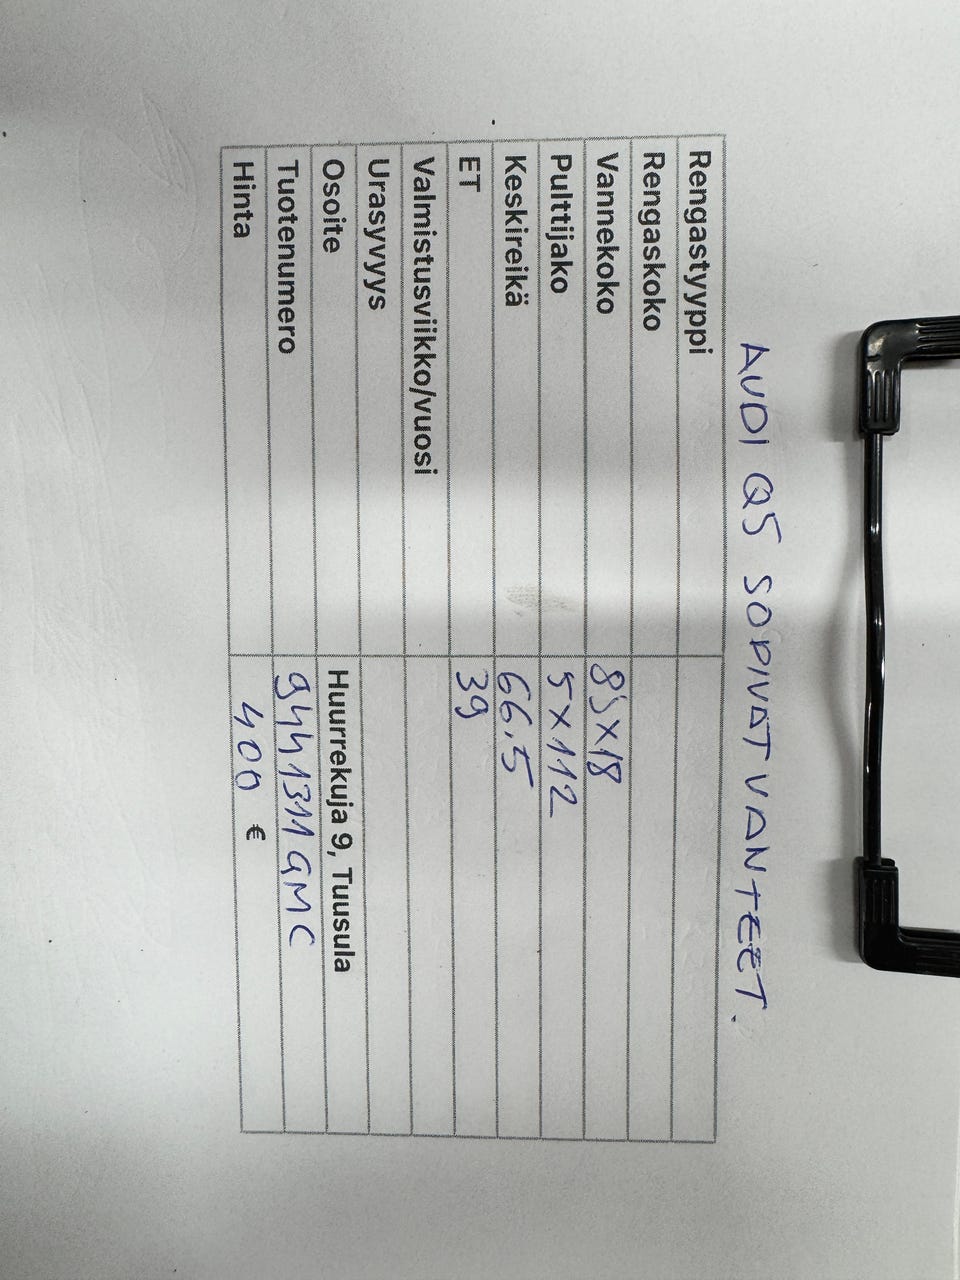 AUDI Q5 SOPIVAT VANTEET.
Rengastyyppi
Rengaskoko
Vannekoko 8,5x18
Pulttijako 5x112
Keskireikä 66,5
ET 39
Valmistusviikko/vuosi
Urasyvyys
Osoite Huurrekuja 9, Tuusula
Tuotenumero 9441311GMC
Hinta 400 €